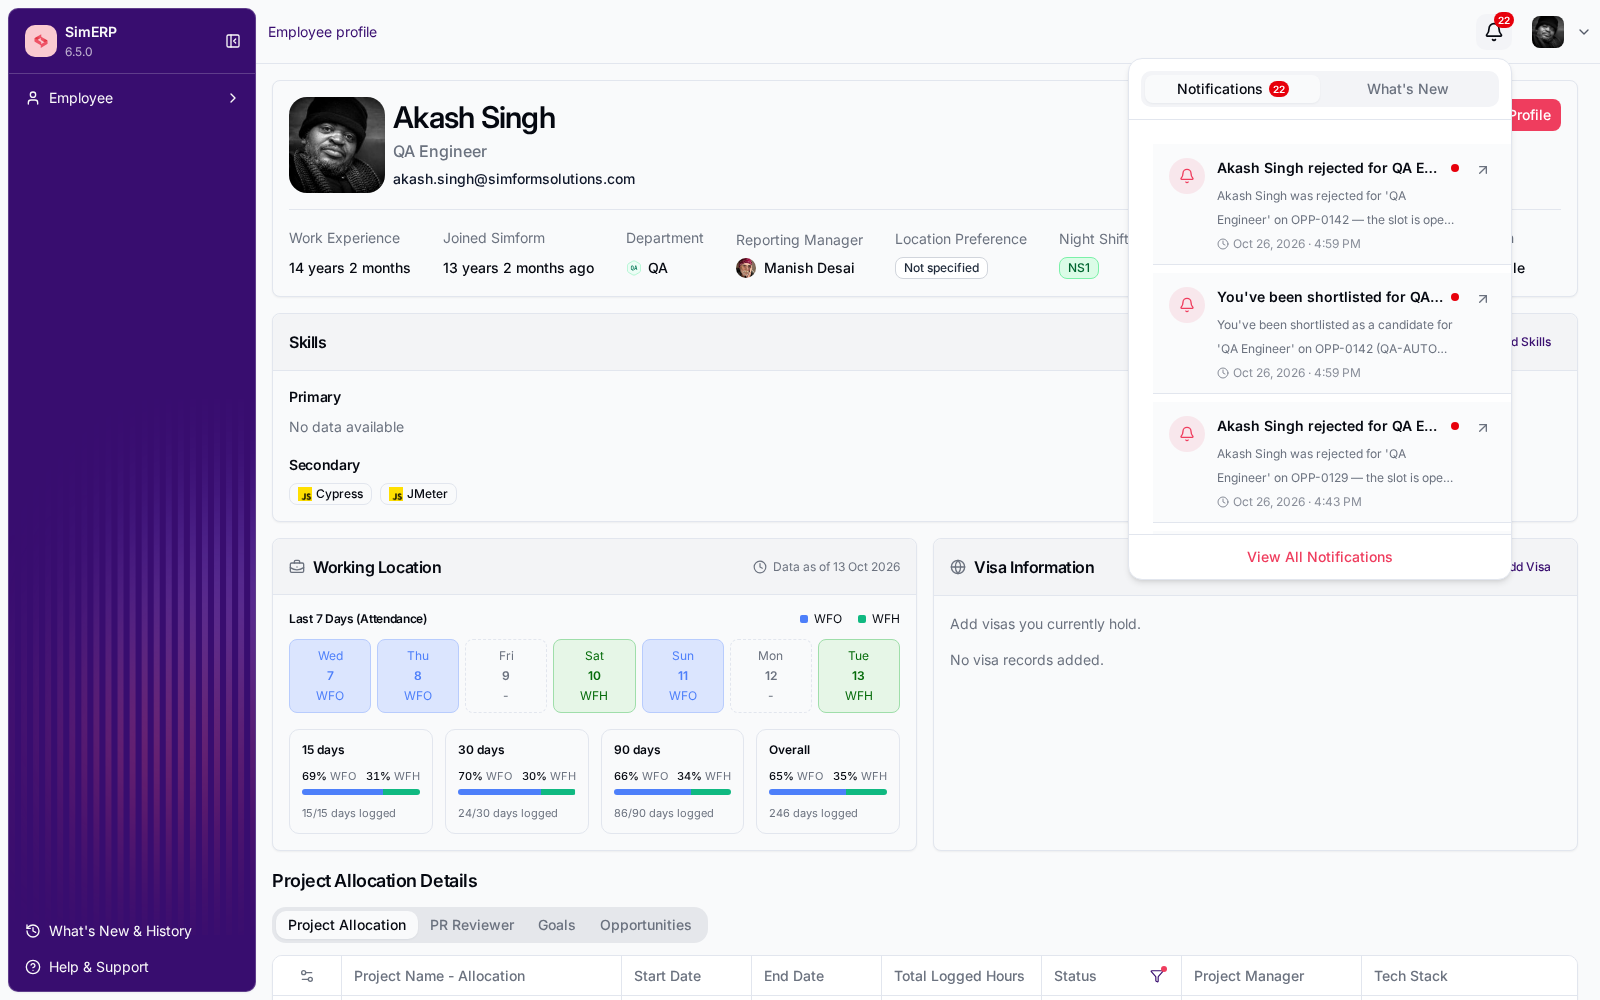 SimERP
6.5.0
Employee
What's New & History
Help & Support
Employee profile
22
Notifications 22
What's New
Akash Singh rejected for QA E...
Akash Singh was rejected for 'QA
Engineer' on OPP-0142 — the slot is ope...
Oct 26, 2026 · 4:59 PM
You've been shortlisted for QA...
You've been shortlisted as a candidate for
'QA Engineer' on OPP-0142 (QA-AUTO...
Oct 26, 2026 · 4:59 PM
Akash Singh rejected for QA E...
Akash Singh was rejected for 'QA
Engineer' on OPP-0129 — the slot is ope...
Oct 26, 2026 · 4:43 PM
View All Notifications
Akash Singh
QA Engineer
akash.singh@simformsolutions.com
Profile
Work Experience
14 years 2 months
Joined Simform
13 years 2 months ago
Department
QA
Reporting Manager
Manish Desai
Location Preference
Not specified
Night Shift
NS1
Skills
Skills
Primary
No data available
Secondary
Cypress
JMeter
Working Location
Data as of 13 Oct 2026
Last 7 Days (Attendance)
WFO
WFH
Wed
7
WFO
Thu
8
WFO
Fri
9
-
Sat
10
WFH
Sun
11
WFO
Mon
12
-
Tue
13
WFH
15 days
69% WFO 31% WFH
15/15 days logged
30 days
70% WFO 30% WFH
24/30 days logged
90 days
66% WFO 34% WFH
86/90 days logged
Overall
65% WFO 35% WFH
246 days logged
Visa Information
Visa
Add visas you currently hold.
No visa records added.
Project Allocation Details
Project Allocation
PR Reviewer
Goals
Opportunities
Project Name - Allocation
Start Date
End Date
Total Logged Hours
Status
Project Manager
Tech Stack